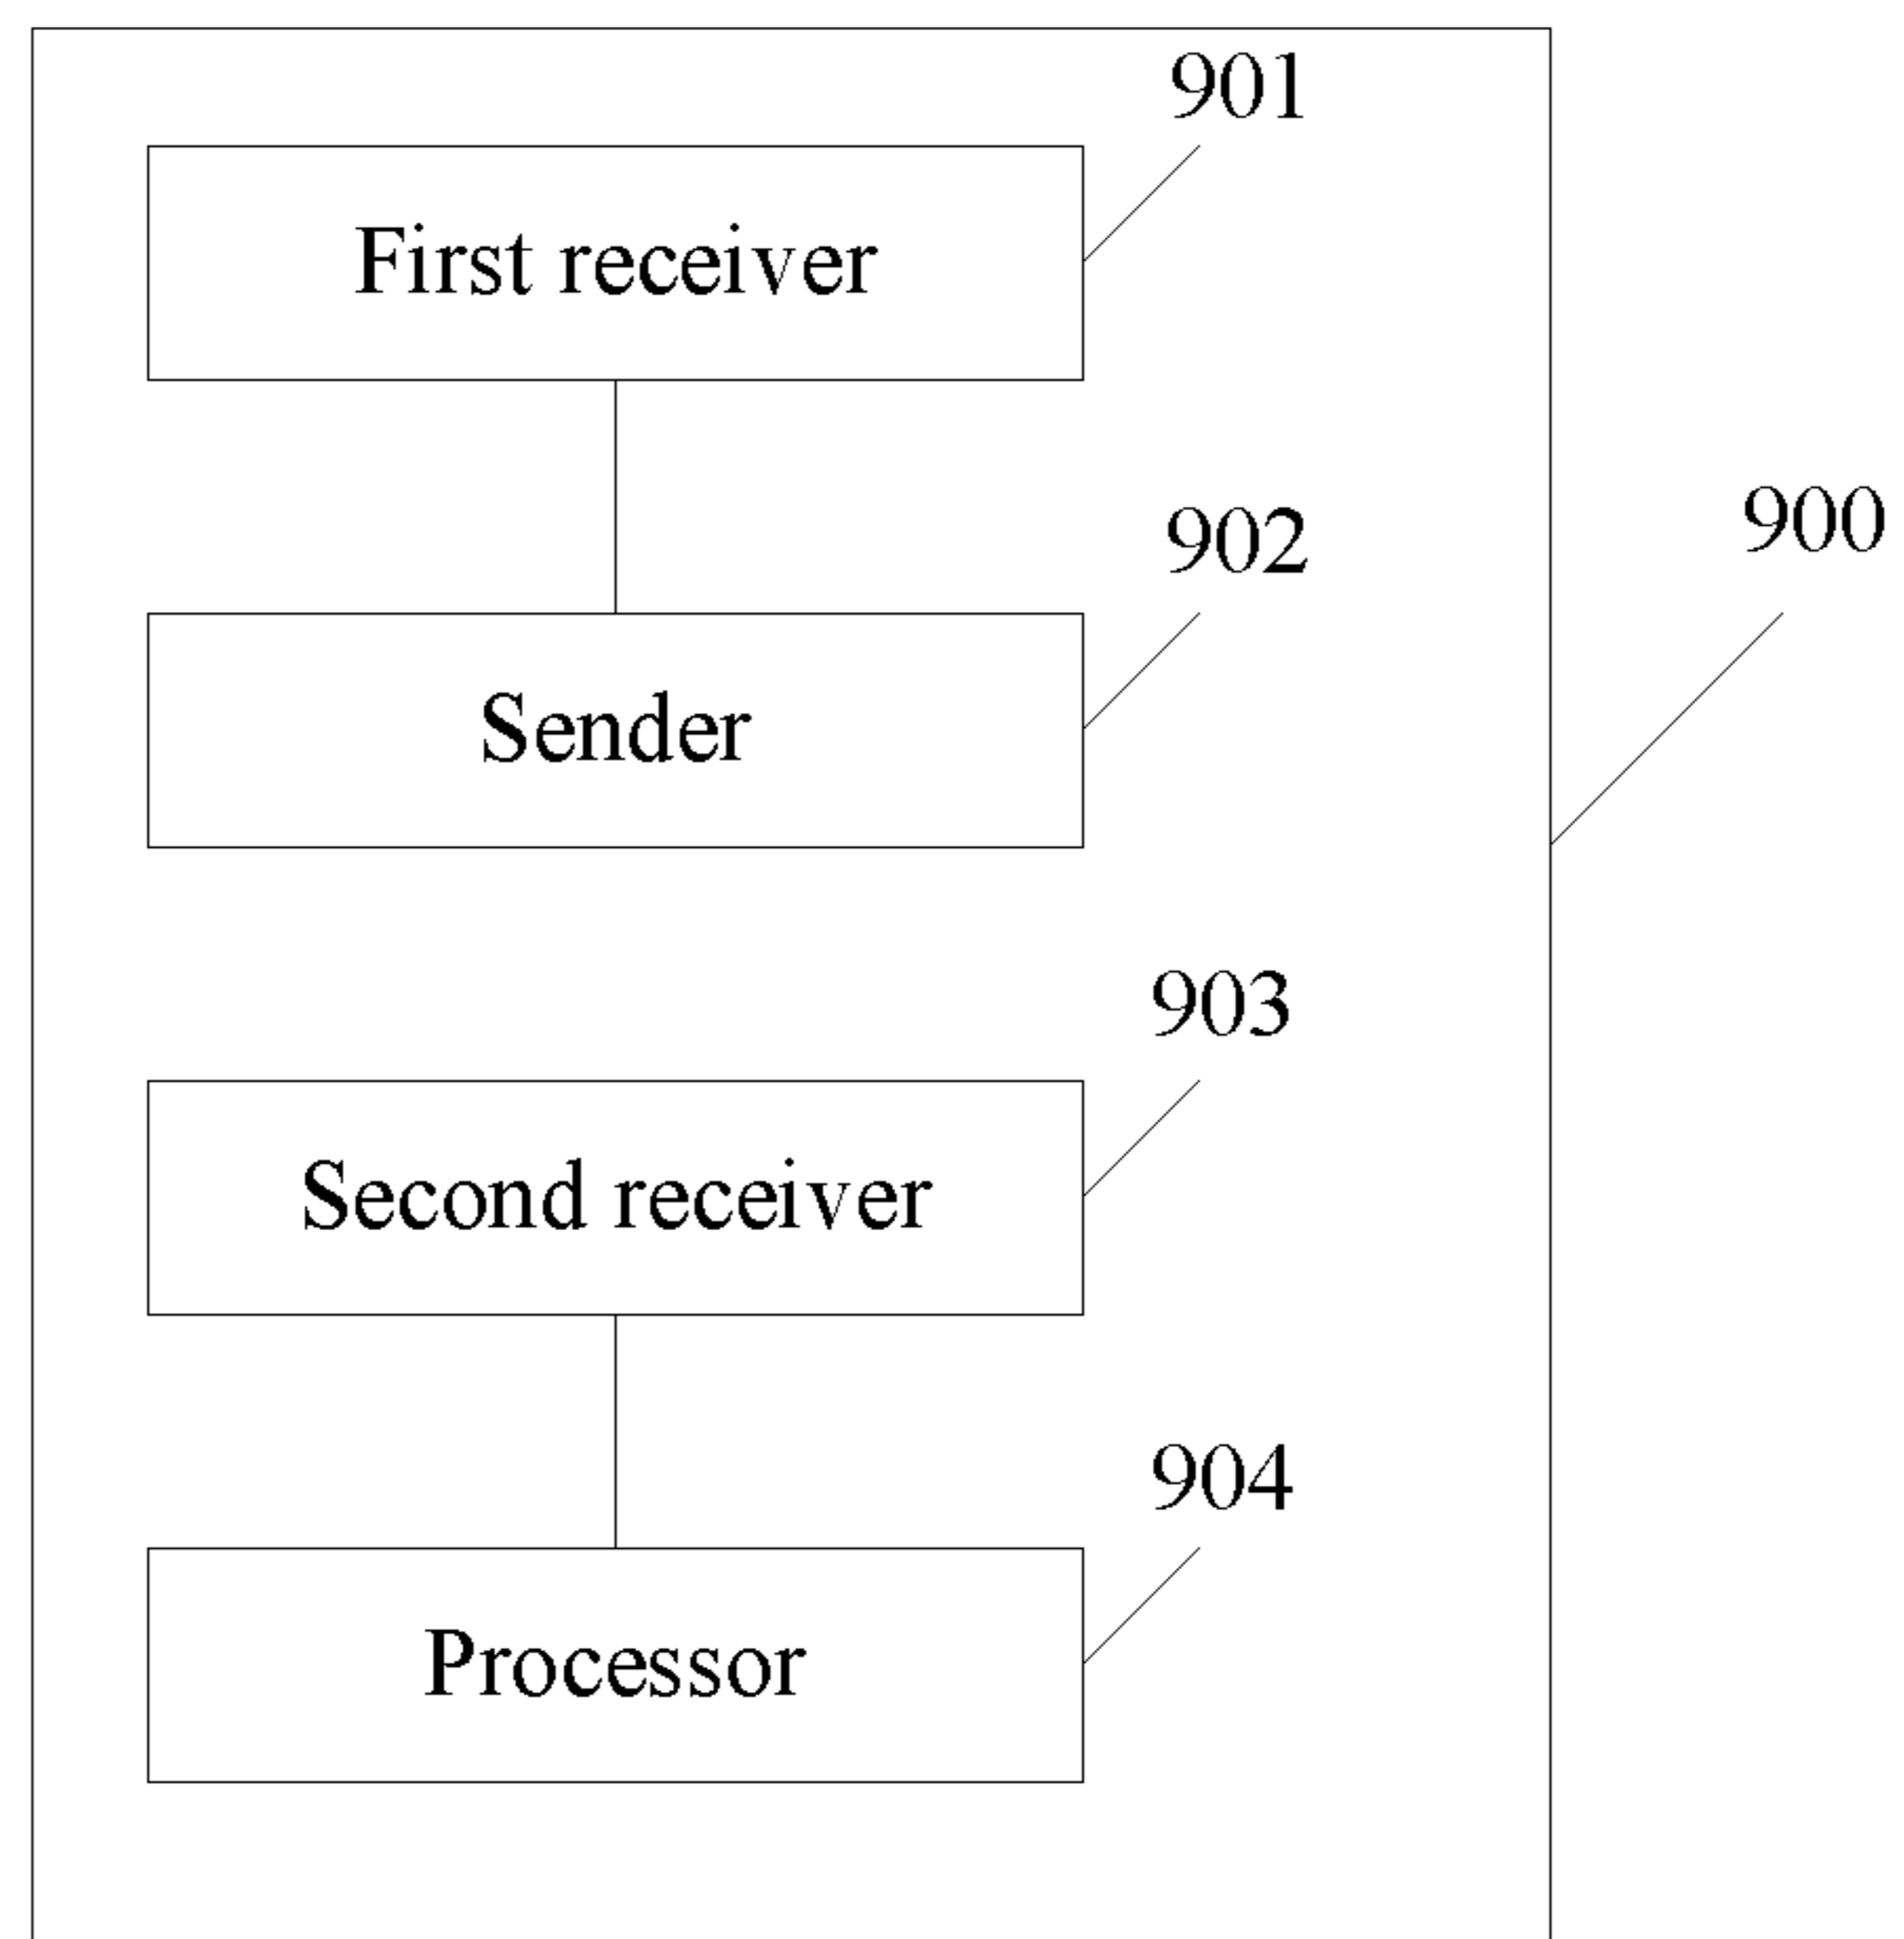 901
First receiver
902
900
Sender
903
Second receiver
904
Processor